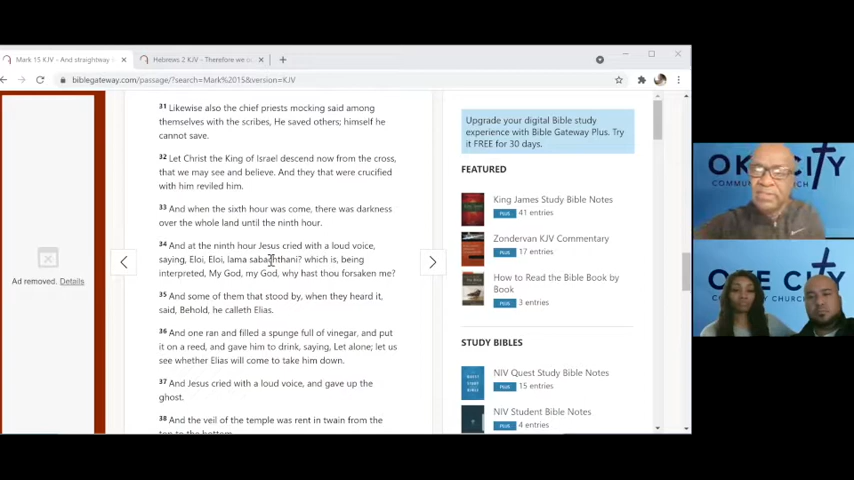 Mark 15 KJV - And straightway
Hebrews 2 KJV - Therefore we o
biblegateway.com/passage/?search=Mark%2015&version=KJV
Ad removed. Details
31 Likewise also the chief priests mocking said among
themselves with the scribes, He saved others; himself he
cannot save.
32 Let Christ the King of Israel descend now from the cross,
that we may see and believe. And they that were crucified
with him reviled him.
33 And when the sixth hour was come, there was darkness
over the whole land until the ninth hour.
34 And at the ninth hour Jesus cried with a loud voice,
saying, Eloi, Eloi, lama sabachthani? which is, being
interpreted, My God, my God, why hast thou forsaken me?
35 And some of them that stood by, when they heard it,
said, Behold, he calleth Elias.
36 And one ran and filled a spunge full of vinegar, and put
it on a reed, and gave him to drink, saying, Let alone; let us
see whether Elias will come to take him down.
37 And Jesus cried with a loud voice, and gave up the
ghost.
38 And the veil of the temple was rent in twain from the
top to the bottom.
Upgrade your digital Bible study
experience with Bible Gateway Plus. Try
it FREE for 30 days.
FEATURED
King James Study Bible Notes
PLUS 41 entries
Zondervan KJV Commentary
PLUS 17 entries
How to Read the Bible Book by
Book
PLUS 3 entries
STUDY BIBLES
NIV Quest Study Bible Notes
PLUS 15 entries
NIV Student Bible Notes
PLUS 4 entries